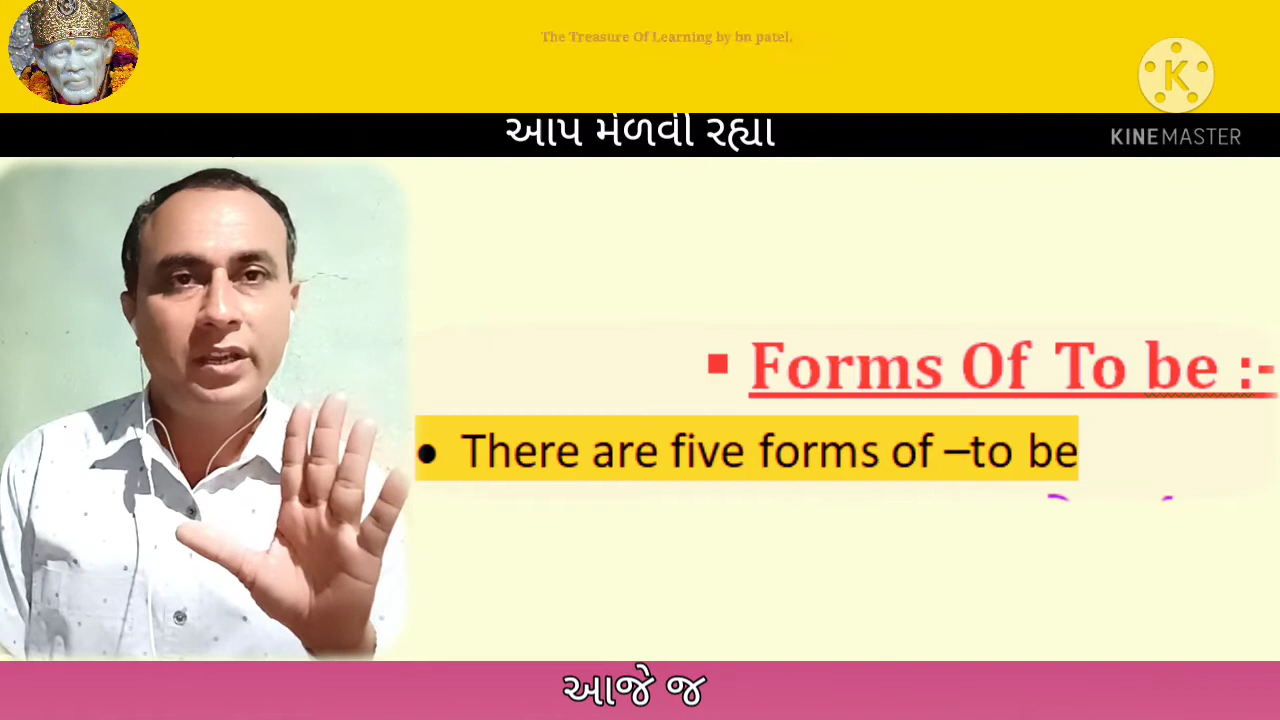 The Treasure Of Learning by bn patel.
KINEMASTER
આપ મેળવી રહ્યા
▪ Forms Of To be :-
• There are five forms of –to be
આજે જ